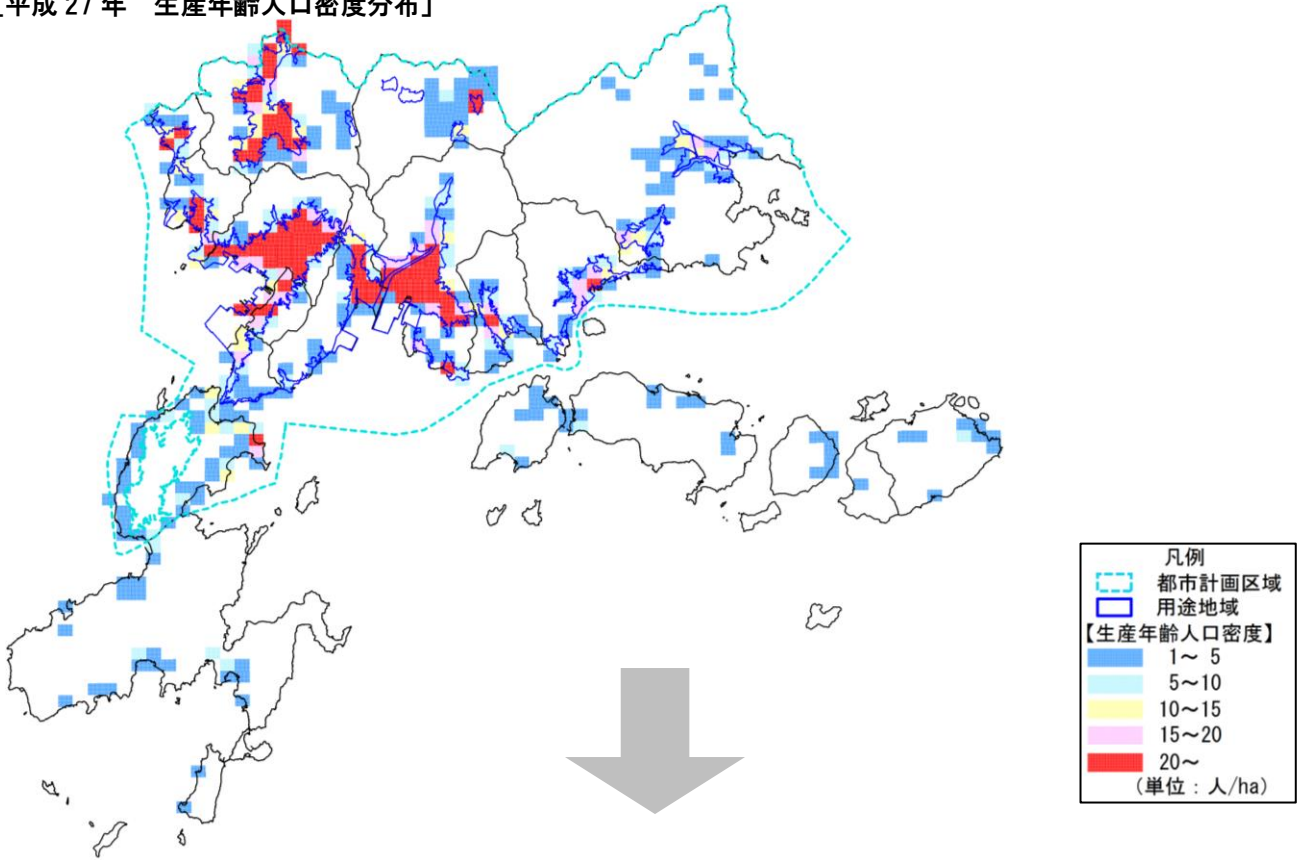 平成 27 年 生産年齢人口密度分布」
凡例
都市計画区域
用途地域
【生産年齢人口密度】
1～ 5
5～10
10～15
15～20
20～
(単位：人/ha)